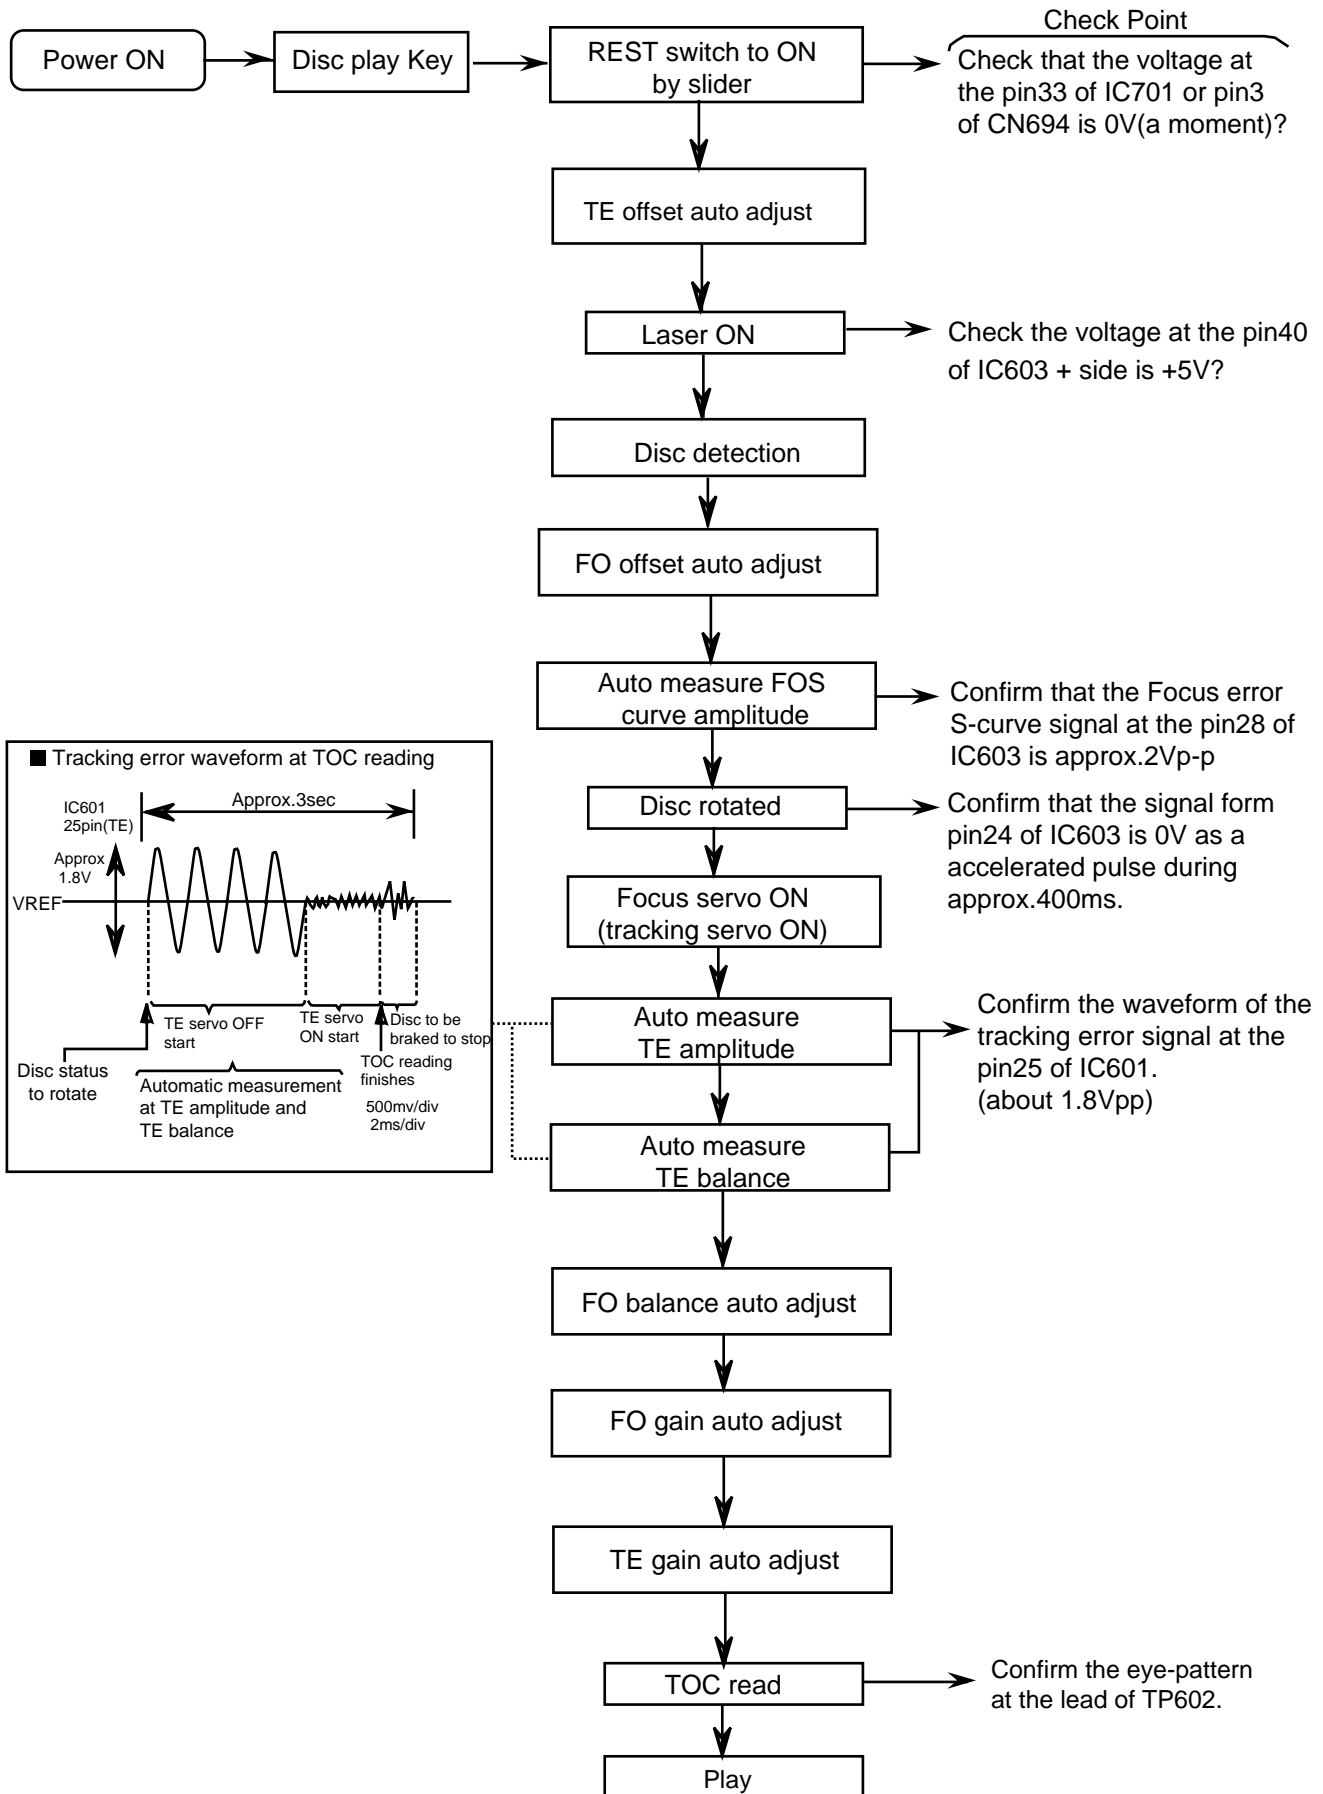 Check Point
Power ON
Disc play Key
REST switch to ON
by slider
Check that the voltage at
the pin33 of IC701 or pin3
of CN694 is 0V(a moment)?
TE offset auto adjust
Laser ON
Check the voltage at the pin40
of IC603 + side is +5V?
Disc detection
FO offset auto adjust
Auto measure FOS
curve amplitude
Confirm that the Focus error
S-curve signal at the pin28 of
IC603 is approx.2Vp-p
Disc rotated
Confirm that the signal form
pin24 of IC603 is 0V as a
accelerated pulse during
approx.400ms.
Focus servo ON
(tracking servo ON)
■ Tracking error waveform at TOC reading
IC601
25pin(TE)
Approx.3sec
Approx
1.8V
VREF
TE servo OFF
start
TE servo
ON start
Disc to be
braked to stop
Disc status
to rotate
Automatic measurement
at TE amplitude and
TE balance
TOC reading
finishes
500mv/div
2ms/div
Auto measure
TE amplitude
Confirm the waveform of the
tracking error signal at the
pin25 of IC601.
(about 1.8Vpp)
Auto measure
TE balance
FO balance auto adjust
FO gain auto adjust
TE gain auto adjust
TOC read
Confirm the eye-pattern
at the lead of TP602.
Play